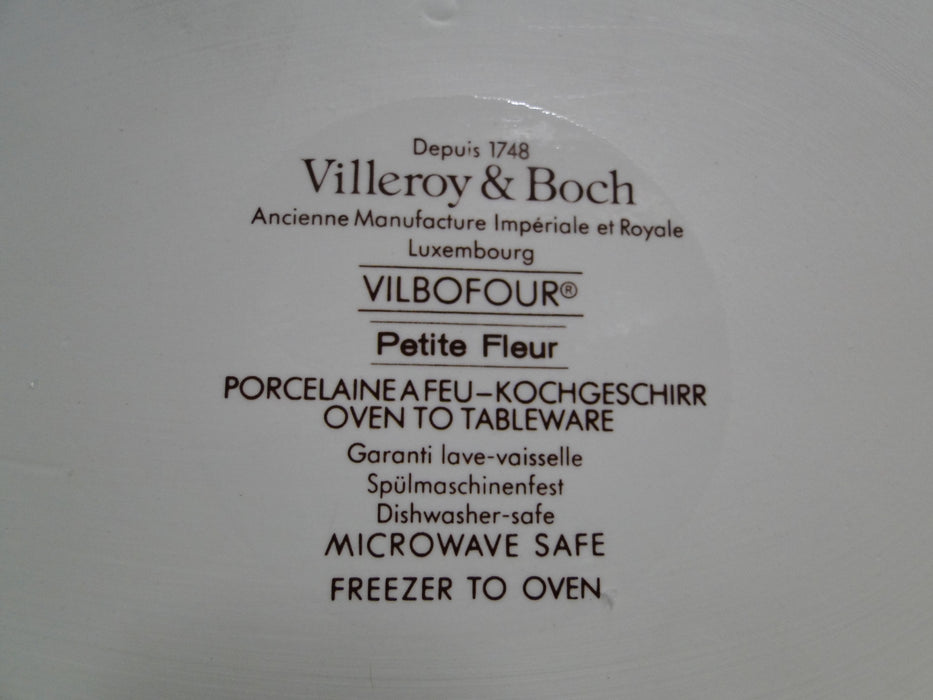 Depuis 1748
Villeroy & Boch
Ancienne Manufacture Impériale et Royale
Luxembourg
VILBOFOUR®
Petite Fleur
PORCELAINE A FEU–KOCHGESCHIRR
OVEN TO TABLEWARE
Garanti lave-vaisselle
Spülmaschinenfest
Dishwasher-safe
MICROWAVE SAFE
FREEZER TO OVEN